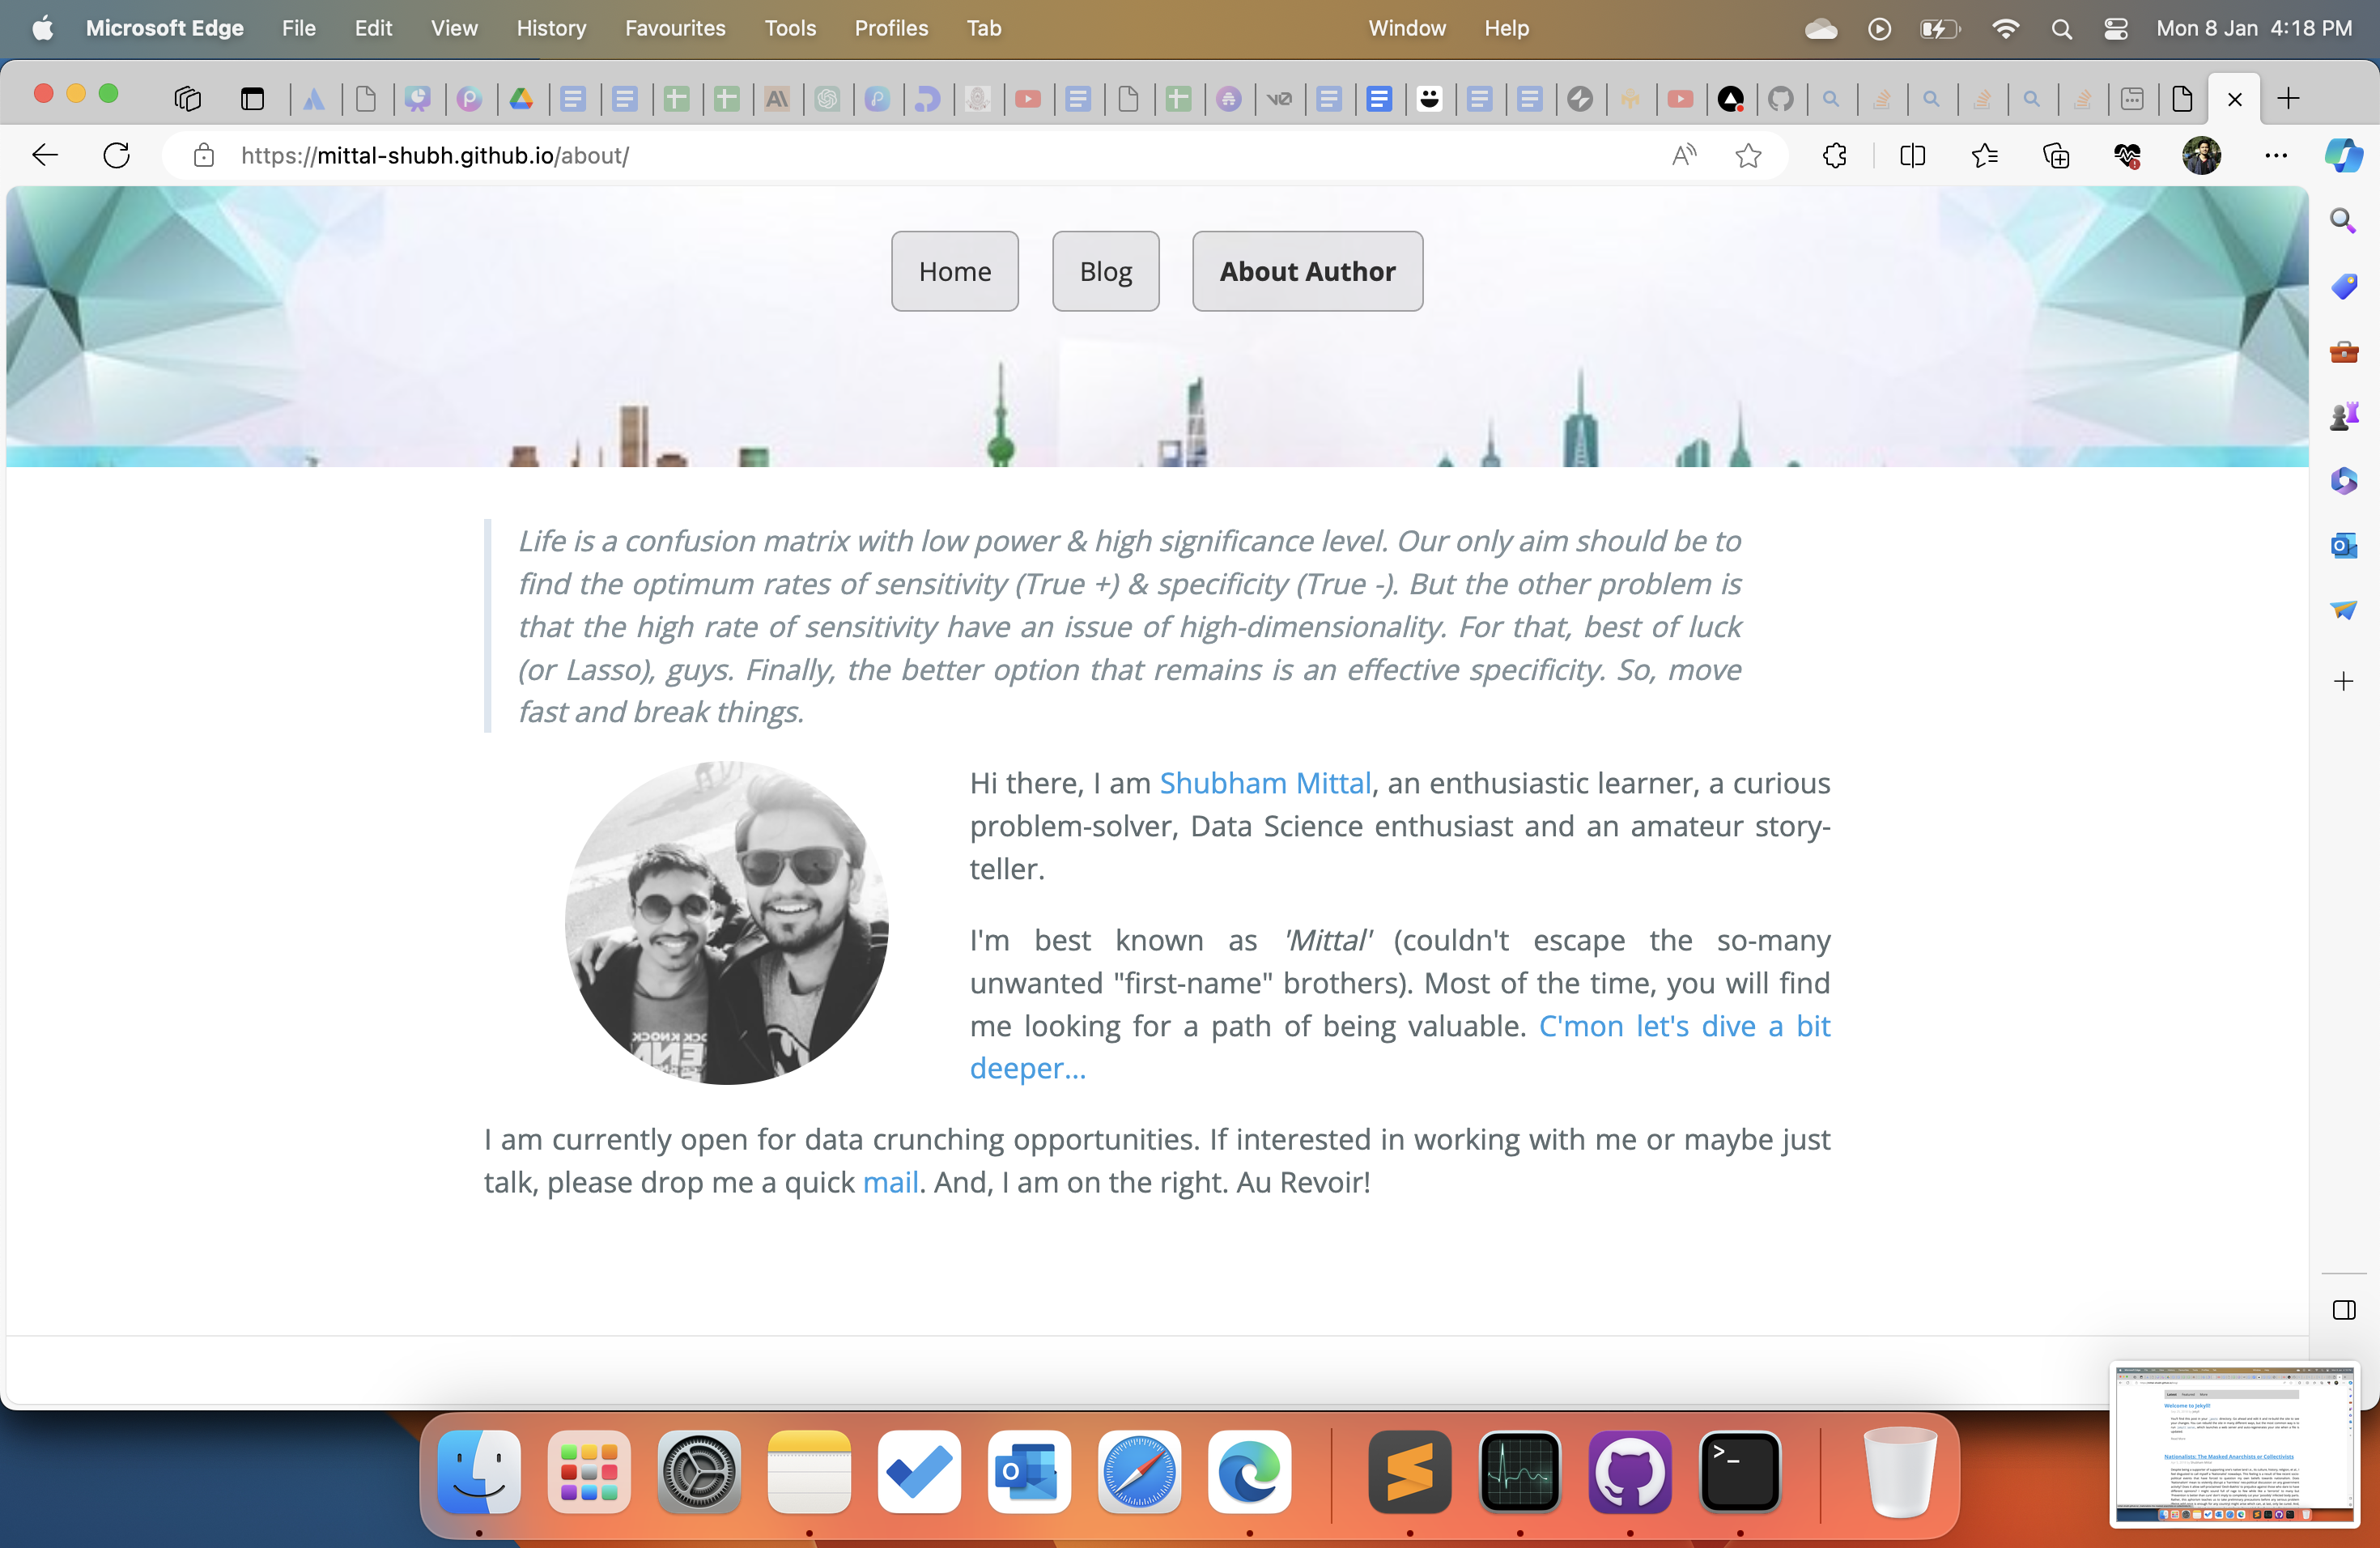 Microsoft Edge File Edit View History Favourites Tools Profiles Tab Window Help Mon 8 Jan 4:18 PM
https://mittal-shubh.github.io/about/
Home Blog About Author
Life is a confusion matrix with low power & high significance level. Our only aim should be to
find the optimum rates of sensitivity (True +) & specificity (True -). But the other problem is
that the high rate of sensitivity have an issue of high-dimensionality. For that, best of luck
(or Lasso), guys. Finally, the better option that remains is an effective specificity. So, move
fast and break things.
Hi there, I am Shubham Mittal, an enthusiastic learner, a curious
problem-solver, Data Science enthusiast and an amateur story-
teller.
I'm best known as 'Mittal' (couldn't escape the so-many
unwanted "first-name" brothers). Most of the time, you will find
me looking for a path of being valuable. C'mon let's dive a bit
deeper...
I am currently open for data crunching opportunities. If interested in working with me or maybe just
talk, please drop me a quick mail. And, I am on the right. Au Revoir!
Welcome to Jekyll!
Nationalists: The Masked Anarchists or Collectivists